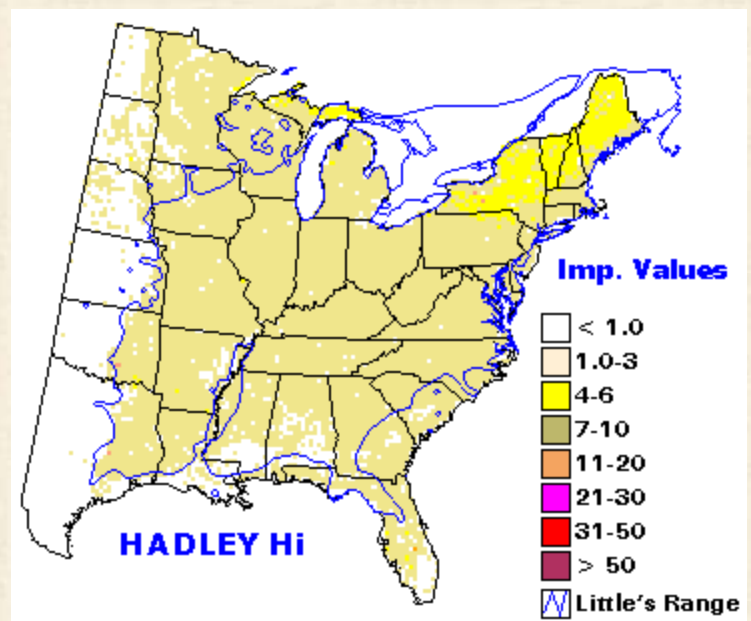 Imp. Values
< 1.0
1.0-3
4-6
7-10
11-20
21-30
31-50
> 50
Little's Range
HADLEY Hi